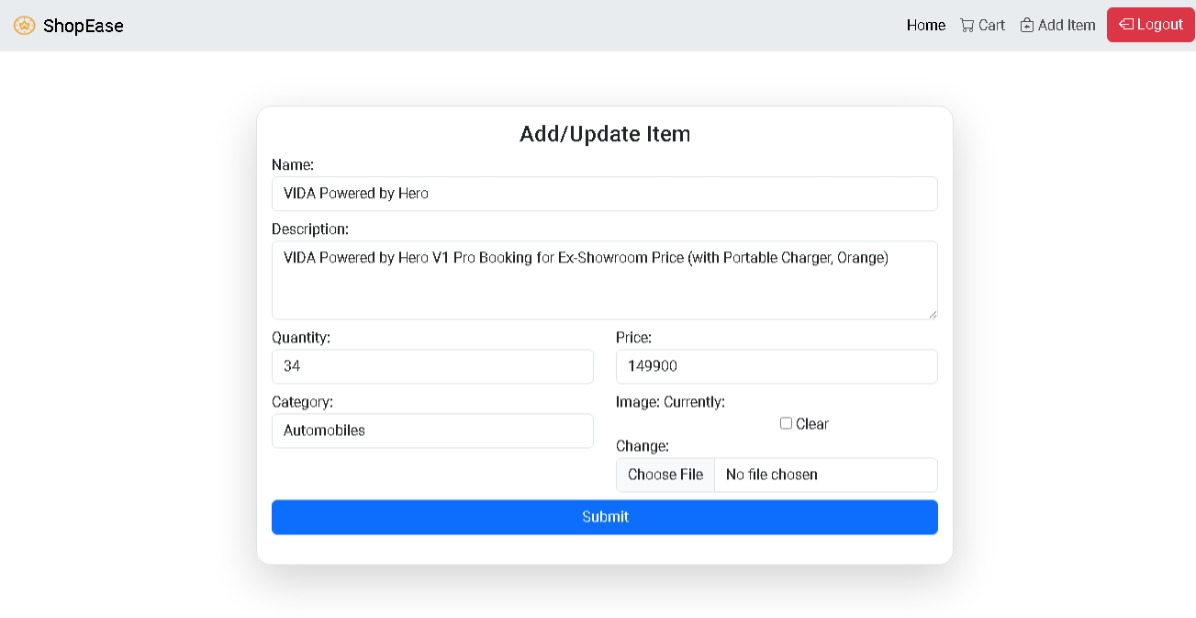 ShopEase
Home Cart Add Item Logout
Add/Update Item
Name:
VIDA Powered by Hero
Description:
VIDA Powered by Hero V1 Pro Booking for Ex-Showroom Price (with Portable Charger, Orange)
Quantity:
34
Price:
149900
Category:
Automobiles
Image: Currently:
Clear
Change:
Choose File No file chosen
Submit